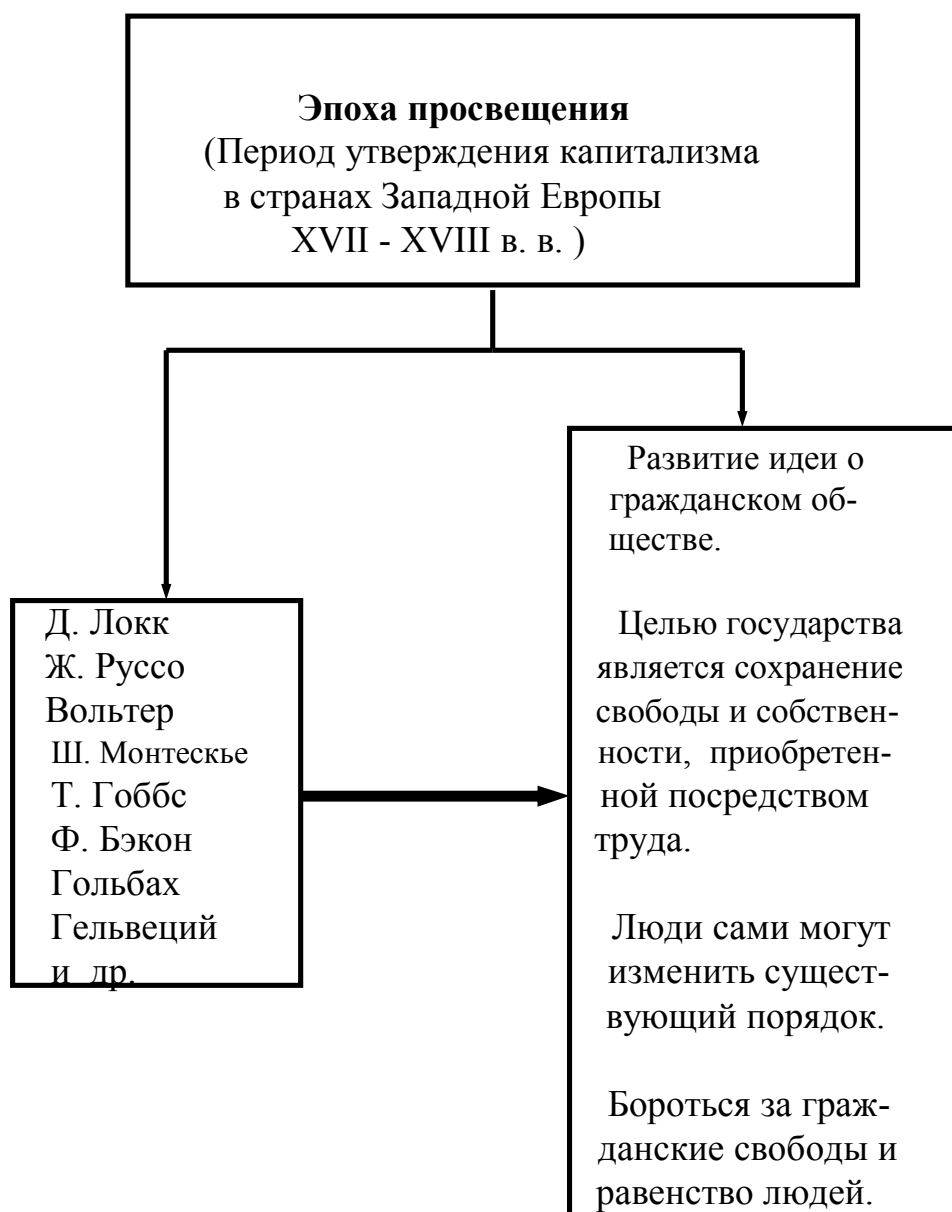 Эпоха просвещения
(Период утверждения капитализма
в странах Западной Европы
XVII - XVIII в. в. )
Д. Локк
Ж. Руссо
Вольтер
Ш. Монтескье
Т. Гоббс
Ф. Бэкон
Гольбах
Гельвеций
и др.
Развитие идеи о
гражданском об-
ществе.
Целью государства
является сохранение
свободы и собствен-
ности, приобретен-
ной посредством
труда.
Люди сами могут
изменить сущест-
вующий порядок.
Бороться за граж-
данские свободы и
равенство людей.